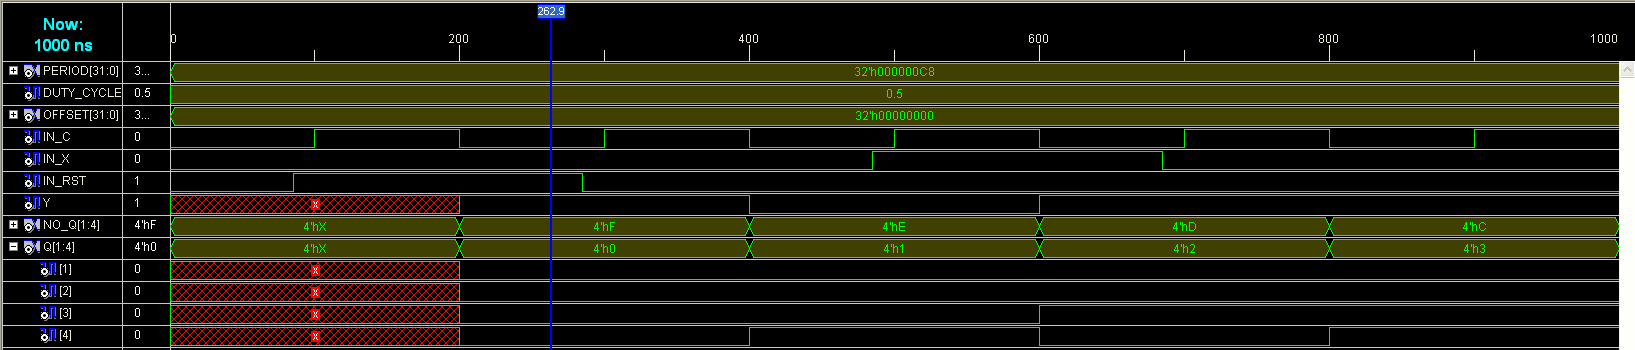 262.9
Now:
1000 ns
0 200 400 600 800 1000
PERIOD[31:0] 3... 32'h000000C8
DUTY_CYCLE 0.5 0.5
OFFSET[31:0] 3... 32'h00000000
IN_C 0
IN_X 0
IN_RST 1
Y 1 X
NO_Q[1:4] 4'hF 4'hX 4'hF 4'hE 4'hD 4'hC
Q[1:4] 4'h0 4'hX 4'h0 4'h1 4'h2 4'h3
[1] 0 X
[2] 0 X
[3] 0 X
[4] 0 X